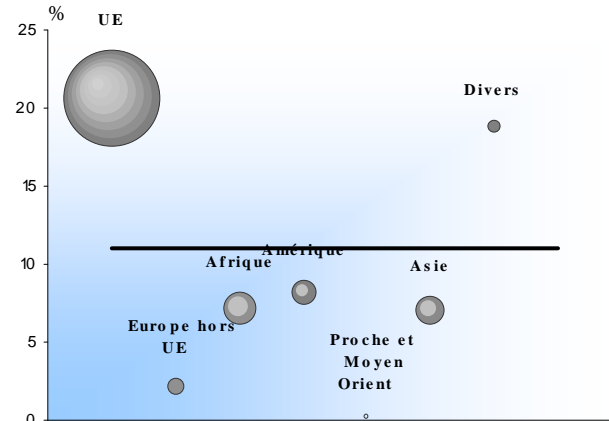 %
UE
25
Divers
20
15
Amérique
Afrique
Asie
10
Europe hors
UE
Proche et
Moyen
Orient
5
0